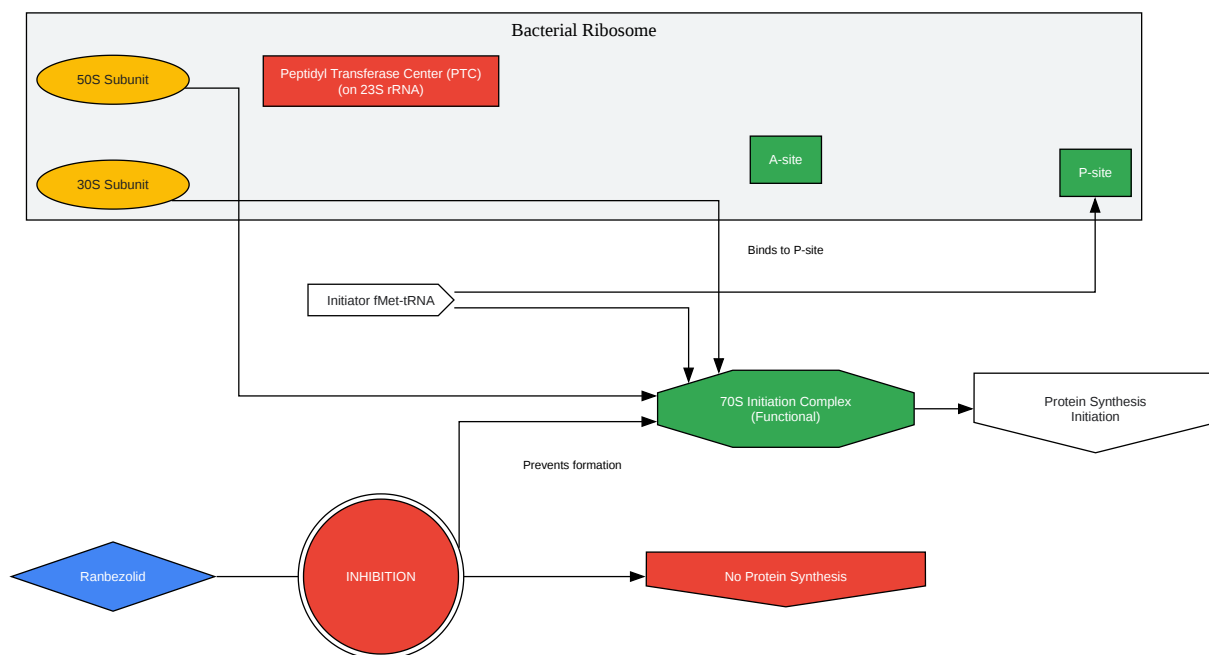 Bacterial Ribosome
50S Subunit
Peptidyl Transferase Center (PTC)
(on 23S rRNA)
A-site
P-site
30S Subunit
Binds to P-site
Initiator fMet-tRNA
70S Initiation Complex
(Functional)
Protein Synthesis
Initiation
Prevents formation
Ranbezolid
INHIBITION
No Protein Synthesis